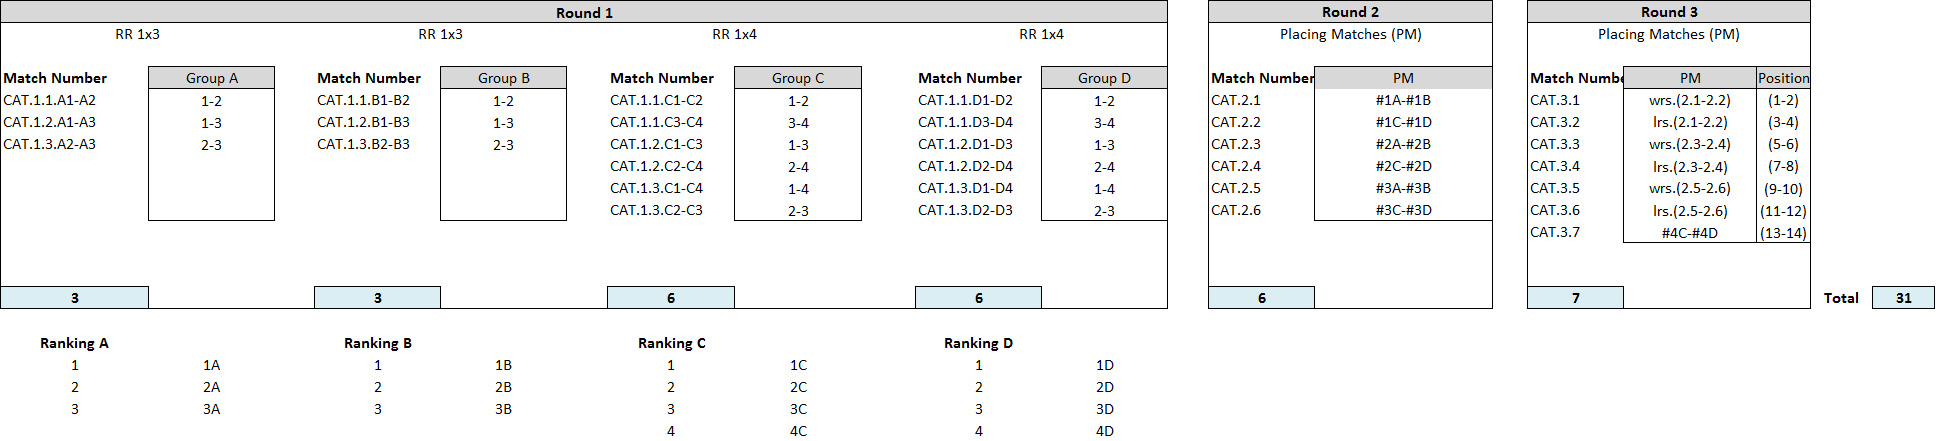 Round 1 Round 2 Round 3
RR 1x3 RR 1x3 RR 1x4 RR 1x4 Placing Matches (PM) Placing Matches (PM)
Match Number Group A Match Number Group B Match Number Group C Match Number Group D Match Number PM Match Numbe PM Position
CAT.1.1.A1-A2 1-2 CAT.1.1.B1-B2 1-2 CAT.1.1.C1-C2 1-2 CAT.1.1.D1-D2 1-2 CAT.2.1 #1A-#1B CAT.3.1 wrs.(2.1-2.2) (1-2)
CAT.1.2.A1-A3 1-3 CAT.1.2.B1-B3 1-3 CAT.1.1.C3-C4 3-4 CAT.1.1.D3-D4 3-4 CAT.2.2 #1C-#1D CAT.3.2 lrs.(2.1-2.2) (3-4)
CAT.1.3.A2-A3 2-3 CAT.1.3.B2-B3 2-3 CAT.1.2.C1-C3 1-3 CAT.1.2.D1-D3 1-3 CAT.2.3 #2A-#2B CAT.3.3 wrs.(2.3-2.4) (5-6)
CAT.1.2.C2-C4 2-4 CAT.1.2.D2-D4 2-4 CAT.2.4 #2C-#2D CAT.3.4 lrs.(2.3-2.4) (7-8)
CAT.1.3.C1-C4 1-4 CAT.1.3.D1-D4 1-4 CAT.2.5 #3A-#3B CAT.3.5 wrs.(2.5-2.6) (9-10)
CAT.1.3.C2-C3 2-3 CAT.1.3.D2-D3 2-3 CAT.2.6 #3C-#3D CAT.3.6 lrs.(2.5-2.6) (11-12)
CAT.3.7 #4C-#4D (13-14)
3 3 6 6 6 7 Total 31
Ranking A Ranking B Ranking C Ranking D
1 1A 1 1B 1 1C 1 1D
2 2A 2 2B 2 2C 2 2D
3 3A 3 3B 3 3C 3 3D
4 4C 4 4D